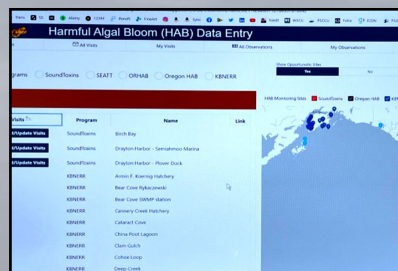 Harmful Algal Bloom (HAB) Data Entry
All Visits
My Visits
All Observations
My Observations
Show Opportunistic Sites
Yes
No
SoundToxins
SEATT
ORHAB
Oregon HAB
KBNERR
HAB Monitoring Sites
SoundToxins
Oregon HAB
Visits
Program
Name
Link
/Update Visits SoundToxins Birch Bay
/Update Visits SoundToxins Drayton Harbor - Semiahmoo Marina
/Update Visits SoundToxins Drayton Harbor - Plover Dock
KBNERR Armin F. Koernig Hatchery
KBNERR Bear Cove Rykaczewski
KBNERR Bear Cove SWMP station
KBNERR Cannery Creek Hatchery
KBNERR Cataract Cove
KBNERR China Poot Lagoon
KBNERR Clam Gulch
KBNERR Cohoe Loop
KBNERR Deep Creek